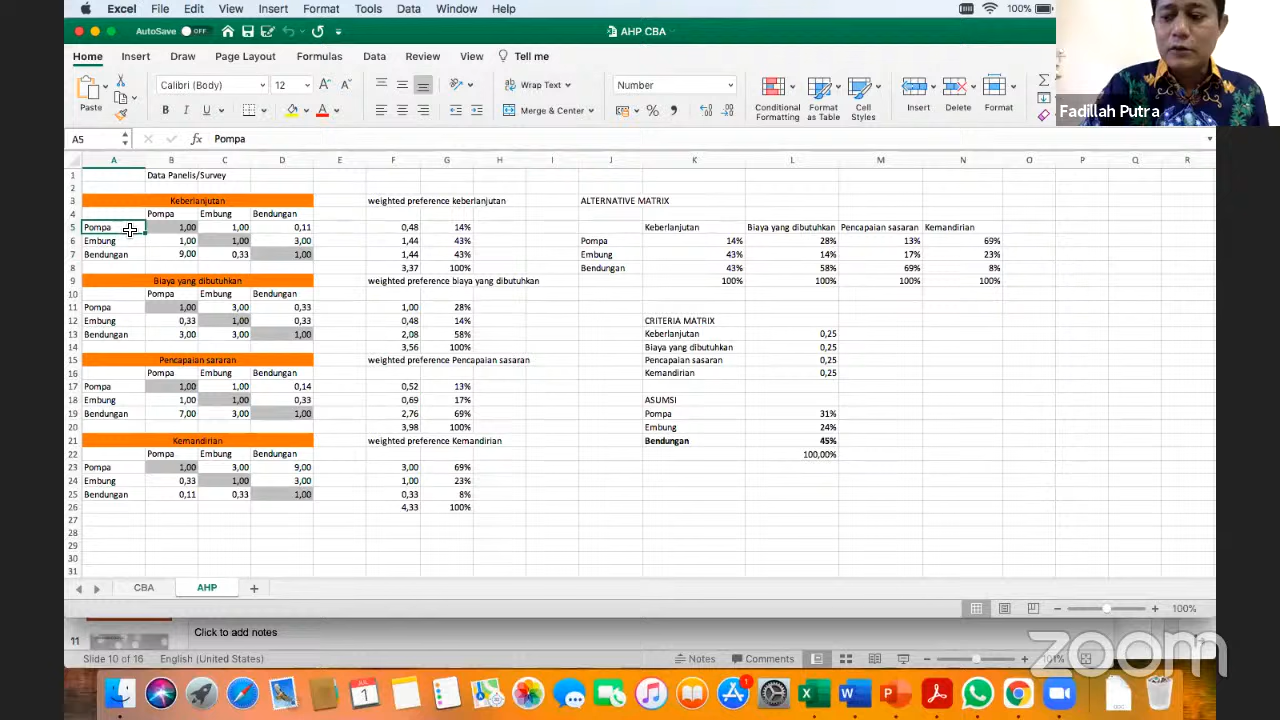 Excel File Edit View Insert Format Tools Data Window Help 100%
AutoSave OFF AHP CBA
Home Insert Draw Page Layout Formulas Data Review View Tell me
Paste Calibri (Body) 12 Wrap Text Number Conditional Formatting Format as Table Cell Styles Insert Delete Format
B I U Merge & Center
Fadillah Putra
A5 fx Pompa
A B C D E F G H I J K L M N O P Q R
1 Data Panelis/Survey
2
3 Keberlanjutan weighted preference keberlanjutan ALTERNATIVE MATRIX
4 Pompa Embung Bendungan
5 Pompa 1,00 1,00 0,11 0,48 14% Keberlanjutan Biaya yang dibutuhkan Pencapaian sasaran Kemandirian
6 Embung 1,00 1,00 3,00 1,44 43% Pompa 14% 28% 13% 69%
7 Bendungan 9,00 0,33 1,00 1,44 43% Embung 43% 14% 17% 23%
8 3,37 100% Bendungan 43% 58% 69% 8%
9 Biaya yang dibutuhkan weighted preference biaya yang dibutuhkan 100% 100% 100% 100%
10 Pompa Embung Bendungan
11 Pompa 1,00 3,00 0,33 1,00 28%
12 Embung 0,33 1,00 0,33 0,48 14% CRITERIA MATRIX
13 Bendungan 3,00 3,00 1,00 2,08 58% Keberlanjutan 0,25
14 3,56 100% Biaya yang dibutuhkan 0,25
15 Pencapaian sararan weighted preference Pencapaian sasaran Pencapaian sasaran 0,25
16 Pompa Embung Bendungan Kemandirian 0,25
17 Pompa 1,00 1,00 0,14 0,52 13%
18 Embung 1,00 1,00 0,33 0,69 17% ASUMSI
19 Bendungan 7,00 3,00 1,00 2,76 69% Pompa 31%
20 3,98 100% Embung 24%
21 Kemandirian weighted preference Kemandirian Bendungan 45%
22 Pompa Embung Bendungan 100,00%
23 Pompa 1,00 3,00 9,00 3,00 69%
24 Embung 0,33 1,00 3,00 1,00 23%
25 Bendungan 0,11 0,33 1,00 0,33 8%
26 4,33 100%
27
28
29
30
31
CBA AHP +
100%
11 Click to add notes
Slide 10 of 16 English (United States) Notes Comments
zoom
JUL 1 1